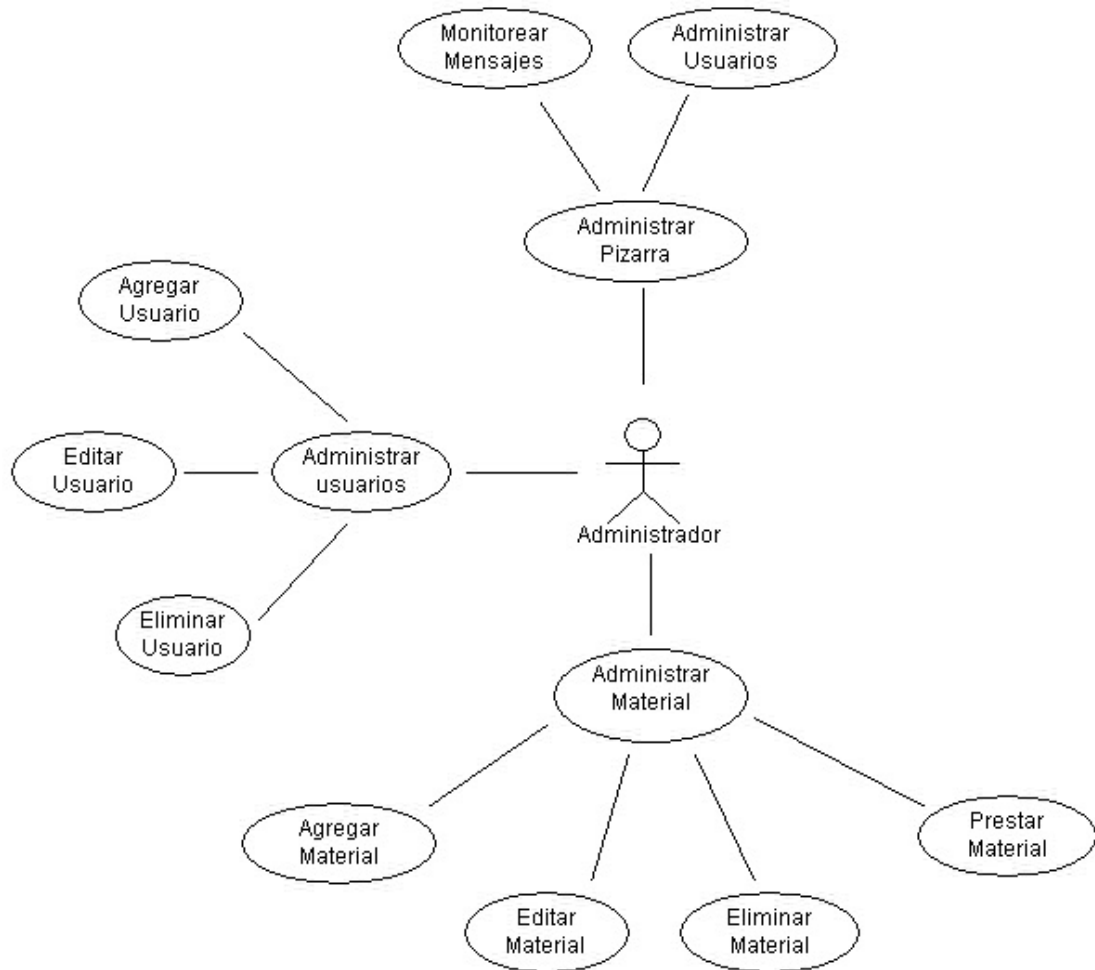 Monitorear
Mensajes
Administrar
Usuarios
Administrar
Pizarra
Agregar
Usuario
Editar
Usuario
Administrar
usuarios
Administrador
Eliminar
Usuario
Administrar
Material
Agregar
Material
Prestar
Material
Editar
Material
Eliminar
Material